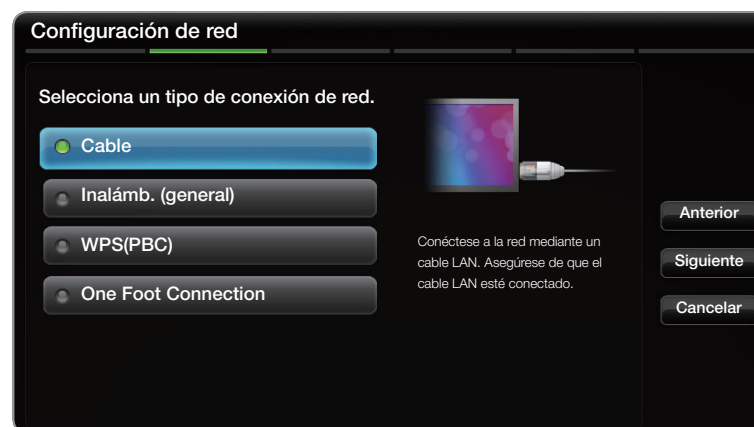 Configuración de red
Selecciona un tipo de conexión de red.
Cable
Inalámb. (general)
WPS(PBC)
One Foot Connection
Conéctese a la red mediante un
cable LAN. Asegúrese de que el
cable LAN esté conectado.
Anterior
Siguiente
Cancelar